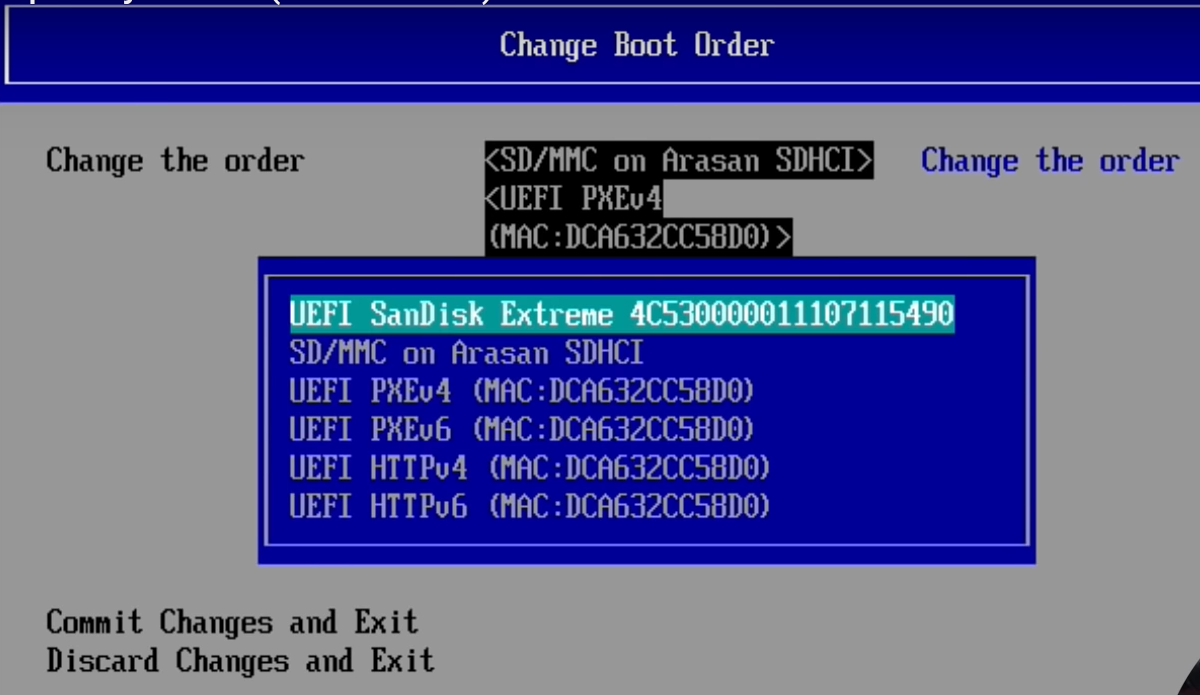 Change Boot Order
Change the order
<SD/MMC on Arasan SDHCI>
Change the order
<UEFI PXEv4
(MAC:DCA632CC58D0)>
UEFI SanDisk Extreme 4C530000011107115490
SD/MMC on Arasan SDHCI
UEFI PXEv4 (MAC:DCA632CC58D0)
UEFI PXEv6 (MAC:DCA632CC58D0)
UEFI HTTPv4 (MAC:DCA632CC58D0)
UEFI HTTPv6 (MAC:DCA632CC58D0)
Commit Changes and Exit
Discard Changes and Exit